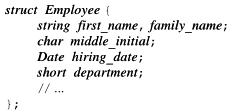 struct Employee {
string first_name, family_name;
char middle_initial;
Date hiring_date;
short department;
// ...
};